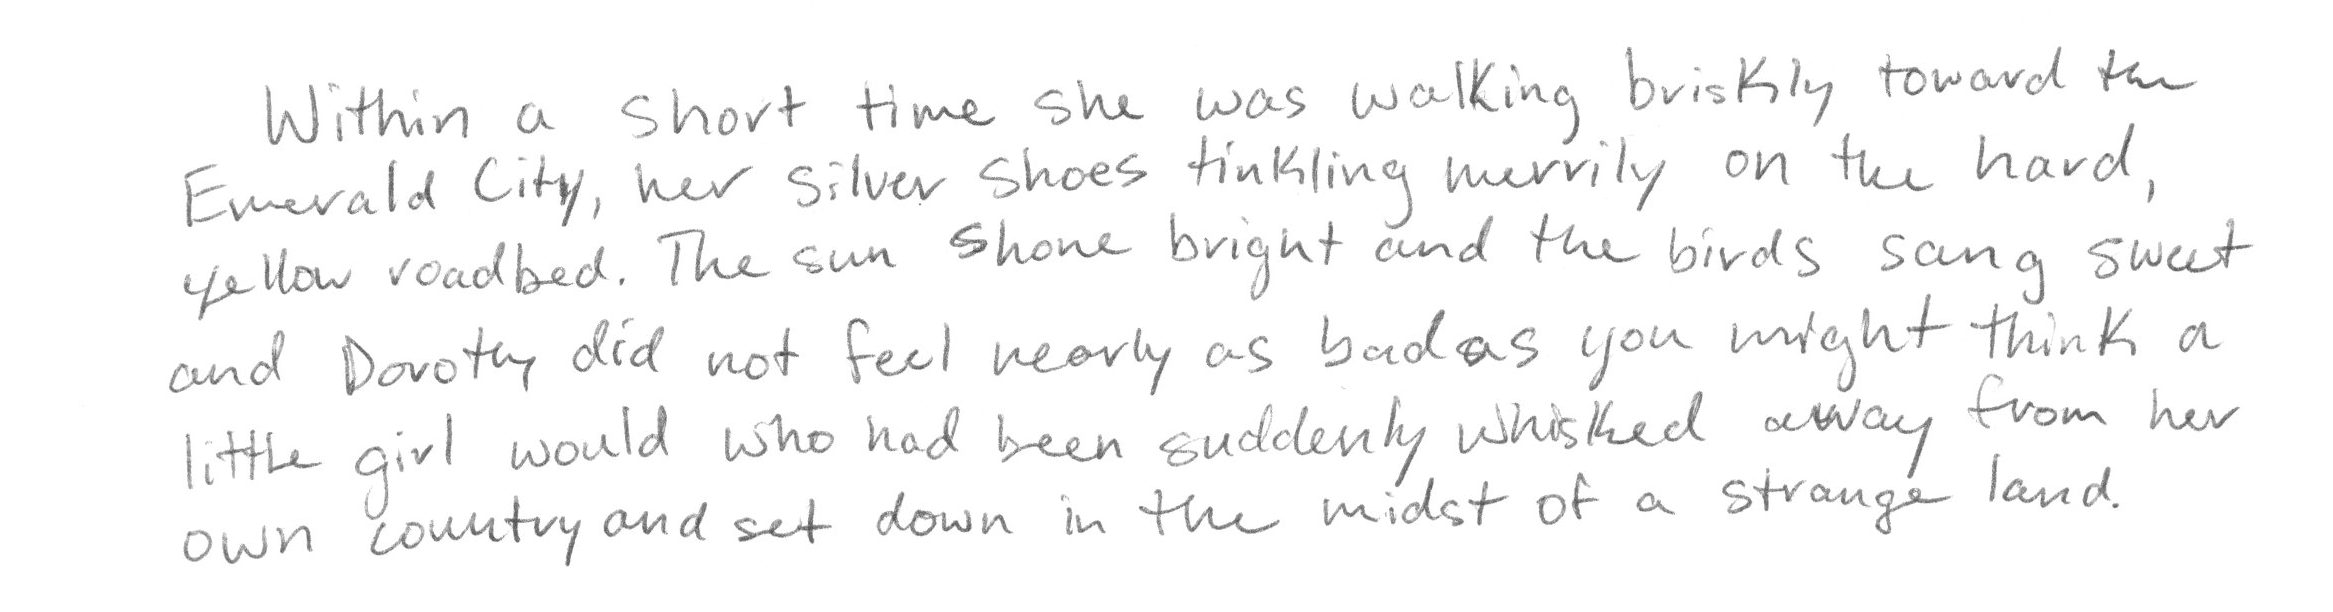 Within a short time she was walking briskly toward the
Emerald City, her silver shoes tinkling merrily on the hard,
yellow roadbed. The sun shone bright and the birds sang sweet
and Dorothy did not feel nearly as bad as you might think a
little girl would who had been suddenly whisked away from her
own country and set down in the midst of a strange land.